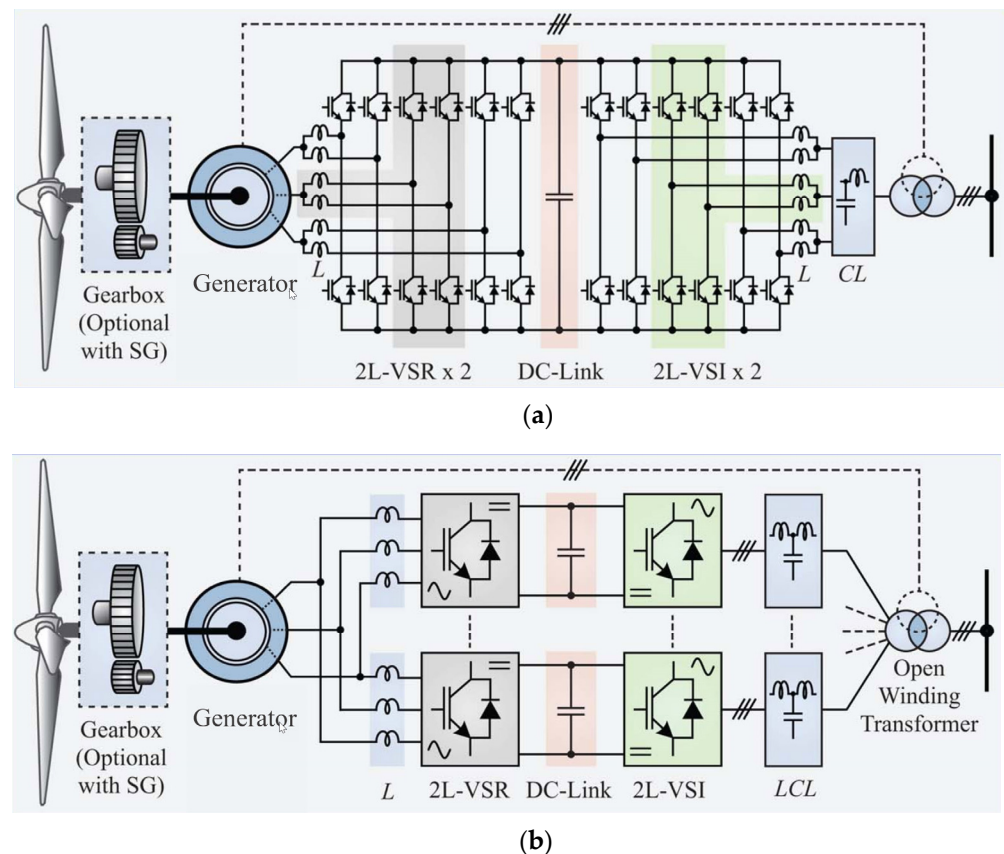 L
L
CL
Generator
Gearbox
(Optional
with SG)
2L-VSR x 2
DC-Link
2L-VSI x 2
(a)
Open
Winding
Transformer
Generator
Gearbox
(Optional
with SG)
L
2L-VSR
DC-Link
2L-VSI
LCL
(b)